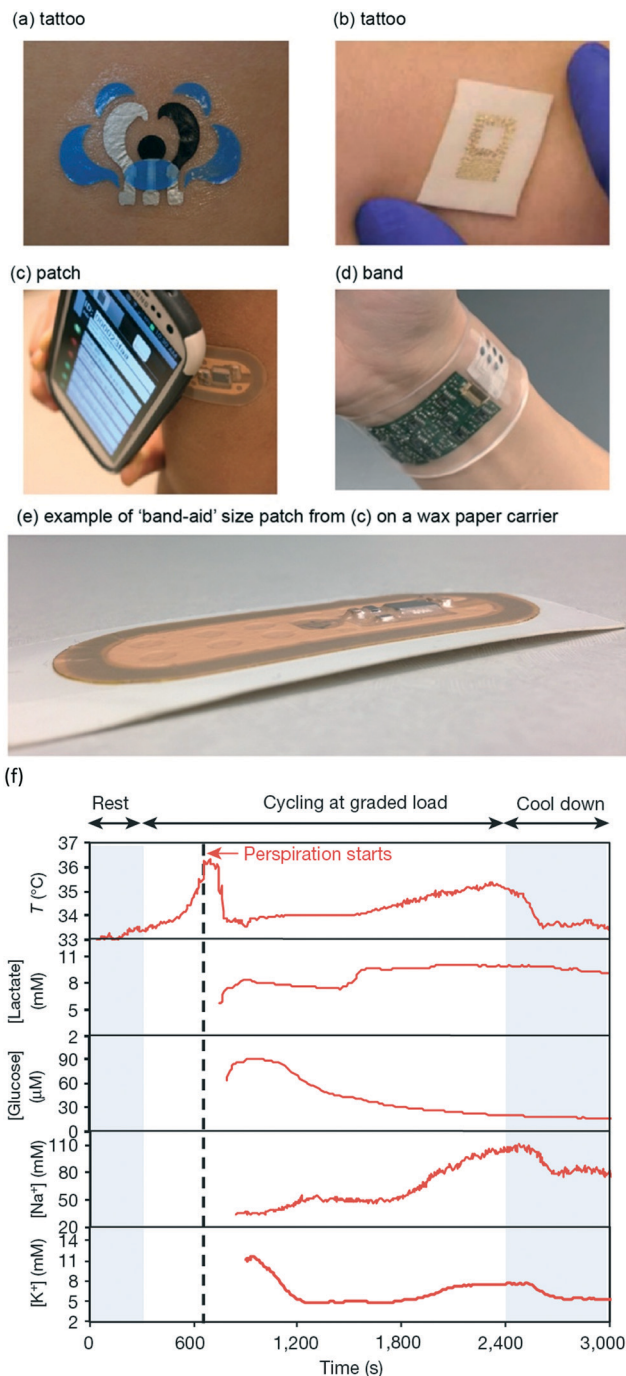 (a) tattoo
(b) tattoo
(c) patch
(d) band
(e) example of ‘band-aid’ size patch from (c) on a wax paper carrier
(f)
Rest
Cycling at graded load
Cool down
Perspiration starts
37
36
35
34
33
T (°C)
11
8
5
2
[Lactate]
(mM)
90
60
30
0
[Glucose]
(μM)
110
80
50
20
[Na⁺] (mM)
14
11
8
5
2
[K⁺] (mM)
0
600
1,200
1,800
2,400
3,000
Time (s)